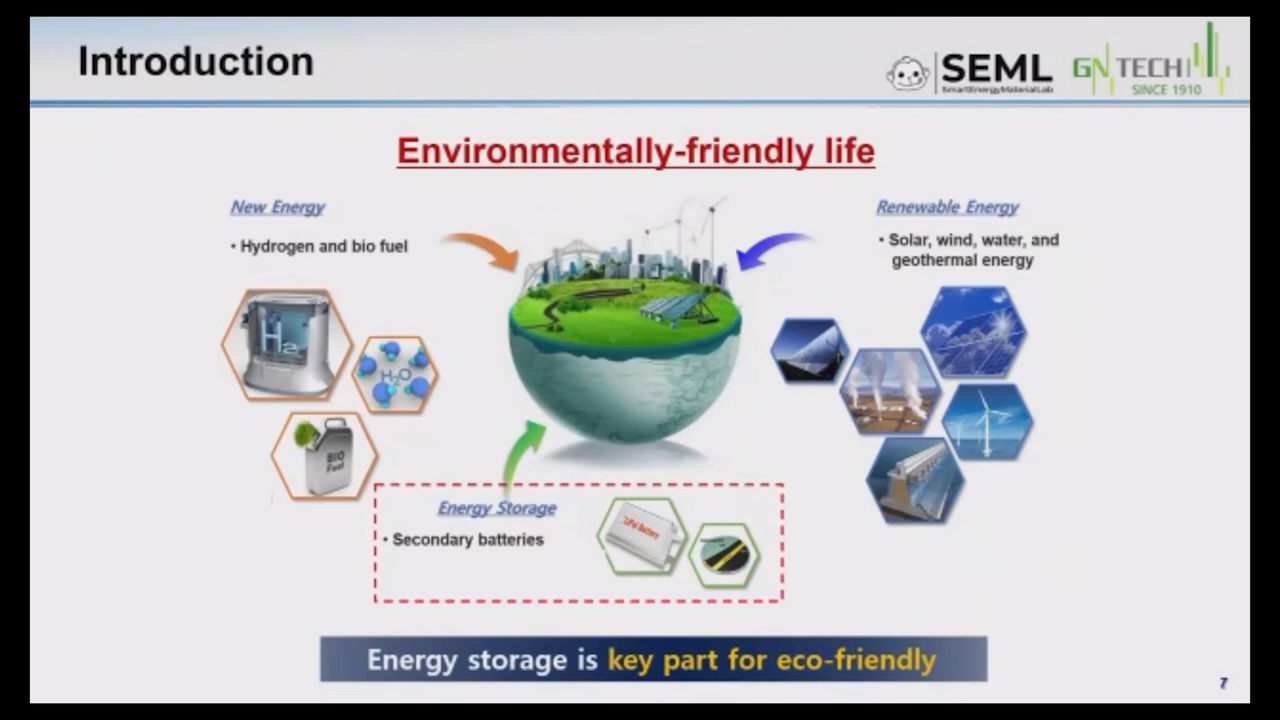 Introduction
SEML
SmartEnergyMaterialLab
GN TECH
SINCE 1910
Environmentally-friendly life
New Energy
• Hydrogen and bio fuel
Renewable Energy
• Solar, wind, water, and
geothermal energy
H2
H2O
BIO
Fuel
Energy Storage
• Secondary batteries
LiPo Battery
Energy storage is key part for eco-friendly
7